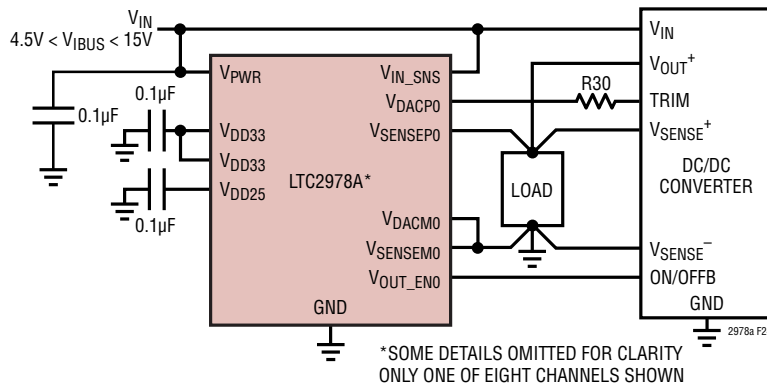 VIN
4.5V < VIBUS < 15V
0.1µF
0.1µF
0.1µF
VPWR
VDD33
VDD33
VDD25
LTC2978A*
GND
VIN_SNS
VDACP0
VSENSEP0
VDACM0
VSENSEM0
VOUT_EN0
R30
LOAD
VIN
VOUT+
TRIM
VSENSE+
DC/DC
CONVERTER
VSENSE–
ON/OFFB
GND
2978a F2
*SOME DETAILS OMITTED FOR CLARITY
ONLY ONE OF EIGHT CHANNELS SHOWN